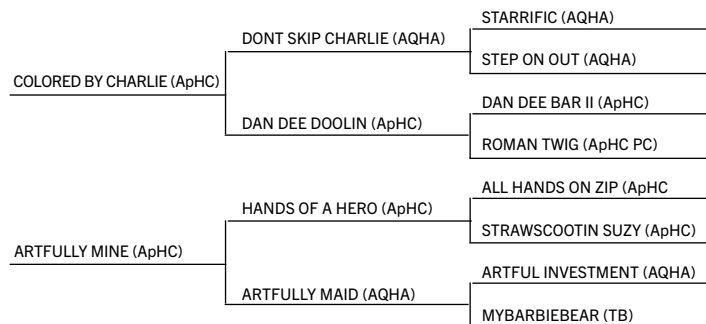 STARRIFIC (AQHA)
DONT SKIP CHARLIE (AQHA)
STEP ON OUT (AQHA)
COLORED BY CHARLIE (ApHC)
DAN DEE BAR II (ApHC)
DAN DEE DOOLIN (ApHC)
ROMAN TWIG (ApHC PC)
ALL HANDS ON ZIP (ApHC
HANDS OF A HERO (ApHC)
STRAWSCOOTIN SUZY (ApHC)
ARTFULLY MINE (ApHC)
ARTFUL INVESTMENT (AQHA)
ARTFULLY MAID (AQHA)
MYBARBIEBEAR (TB)